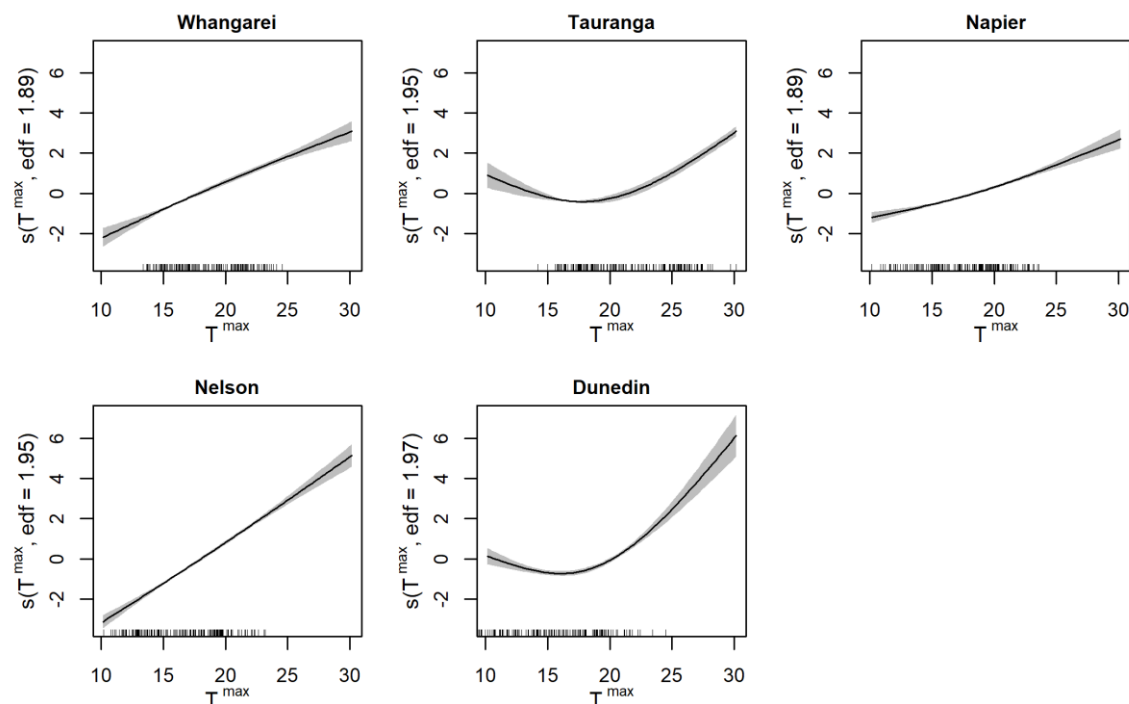 Whangarei
s(T^max, edf = 1.89)
6
4
2
0
-2
10 15 20 25 30
T^max
Tauranga
s(T^max, edf = 1.95)
6
4
2
0
-2
10 15 20 25 30
T^max
Napier
s(T^max, edf = 1.89)
6
4
2
0
-2
10 15 20 25 30
T^max
Nelson
s(T^max, edf = 1.95)
6
4
2
0
-2
10 15 20 25 30
T^max
Dunedin
s(T^max, edf = 1.97)
6
4
2
0
-2
10 15 20 25 30
T^max